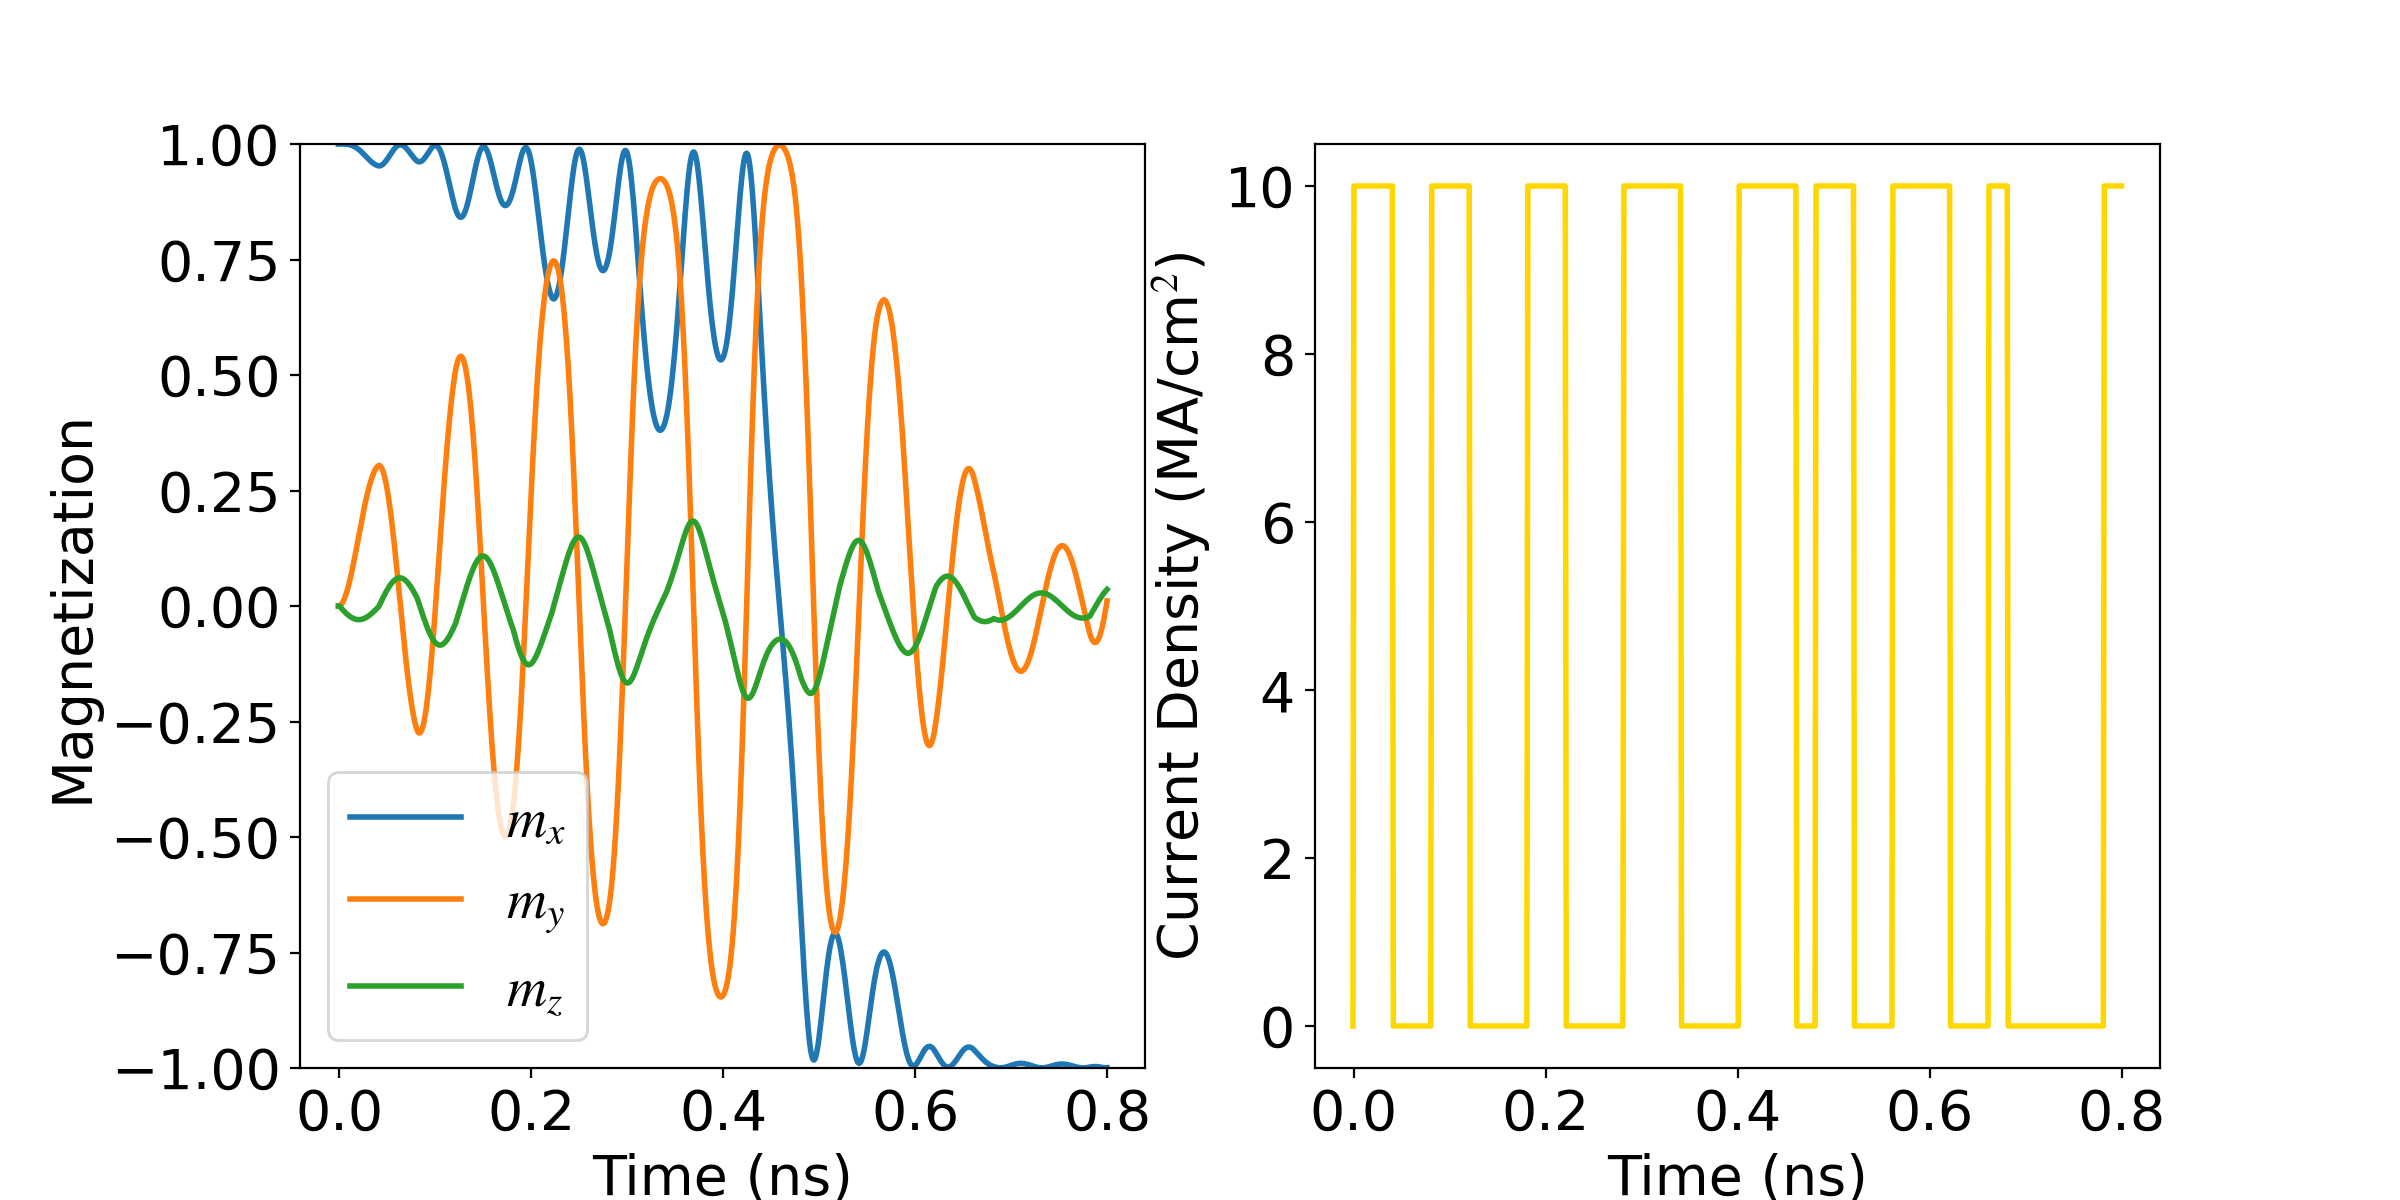 Magnetization
1.00
0.75
0.50
0.25
0.00
−0.25
−0.50
−0.75
−1.00
m_x
m_y
m_z
0.0 0.2 0.4 0.6 0.8
Time (ns)
Current Density (MA/cm²)
10
8
6
4
2
0
0.0 0.2 0.4 0.6 0.8
Time (ns)